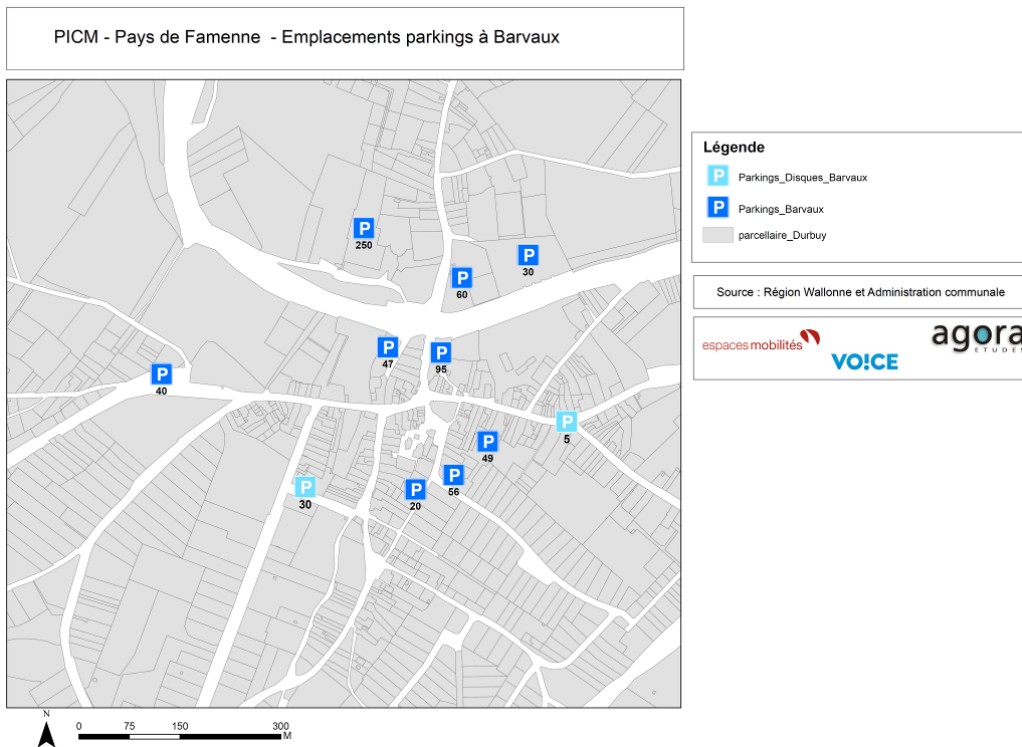 PICM - Pays de Famenne - Emplacements parkings à Barvaux
P
250
P
30
P
60
P
47
P
95
P
40
P
5
P
49
P
56
P
20
P
30
N
0 75 150 300
M
Légende
P Parkings_Disques_Barvaux
P Parkings_Barvaux
parcellaire_Durbuy
Source : Région Wallonne et Administration communale
espaces mobilités
VO!CE
agora
ETUDES